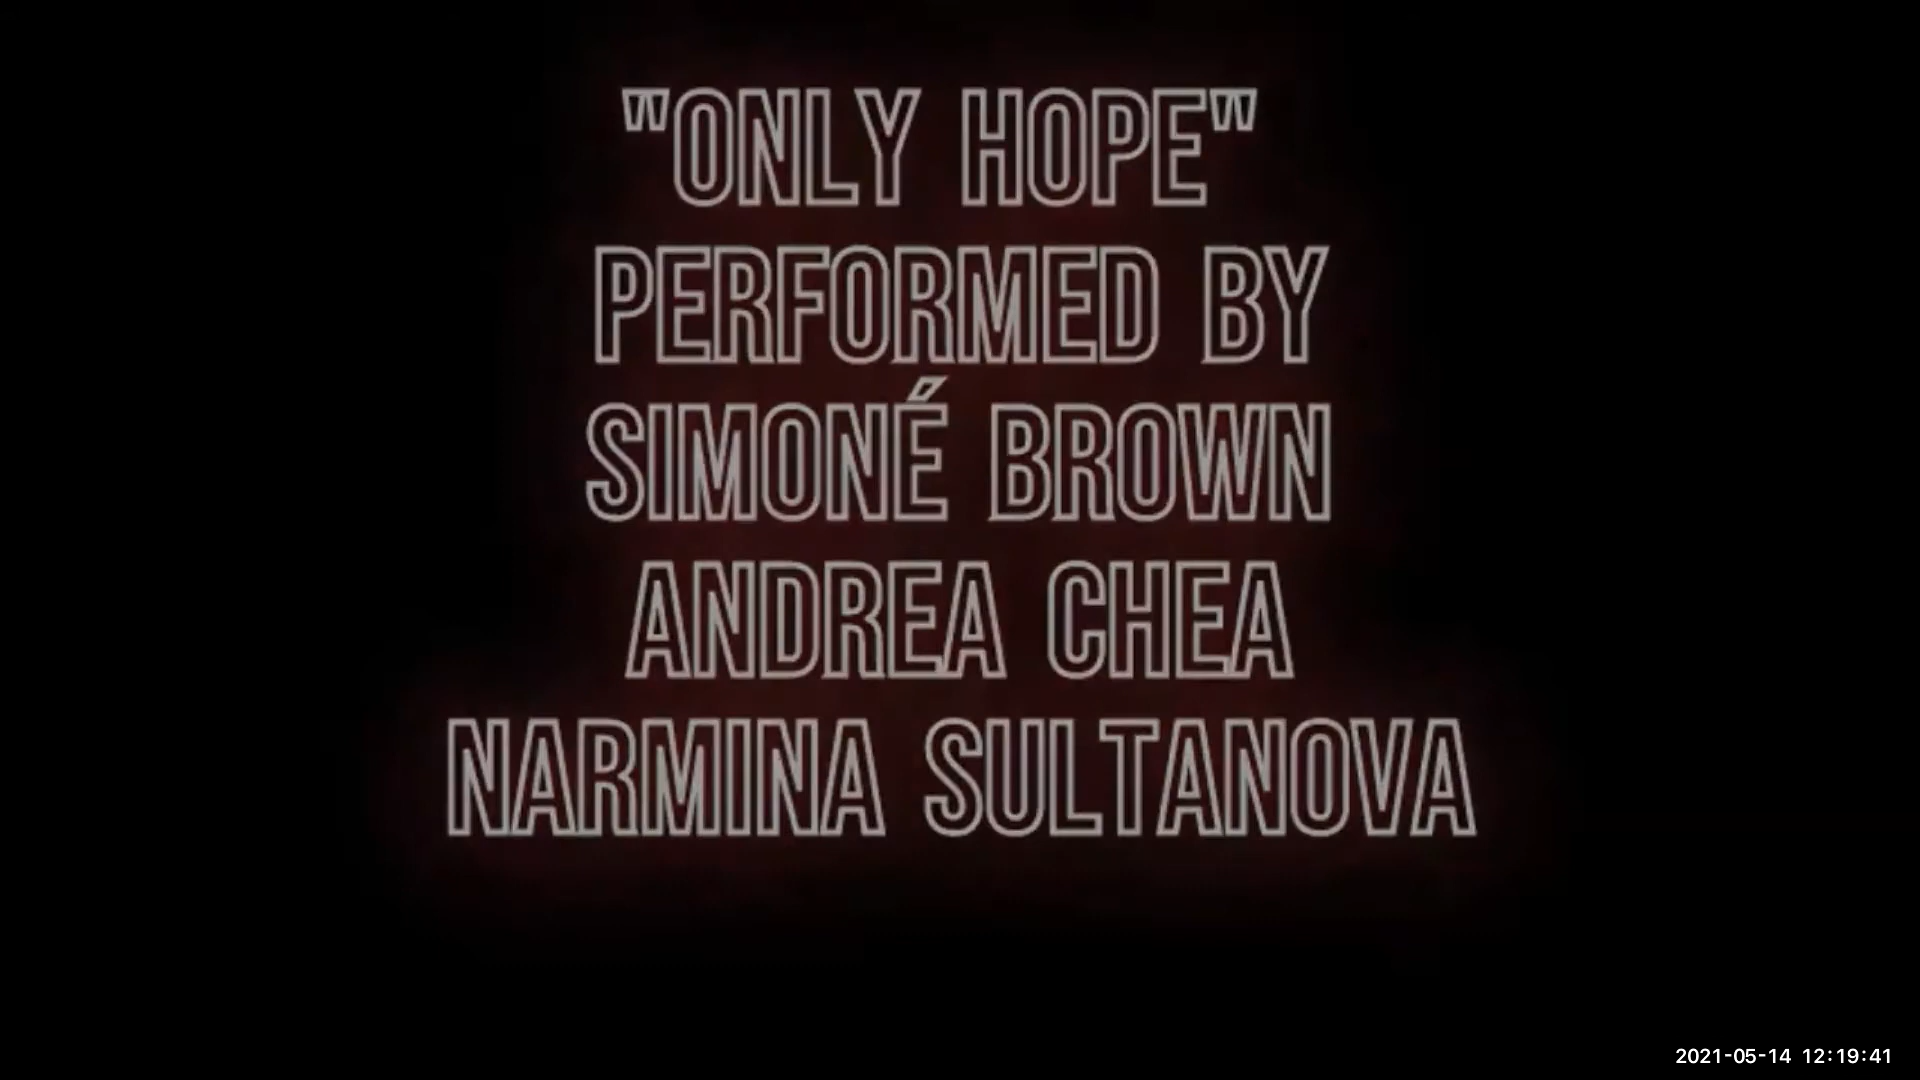 "ONLY HOPE"
PERFORMED BY
SIMONÉ BROWN
ANDREA CHEA
NARMINA SULTANOVA
2021-05-14 12:19:41